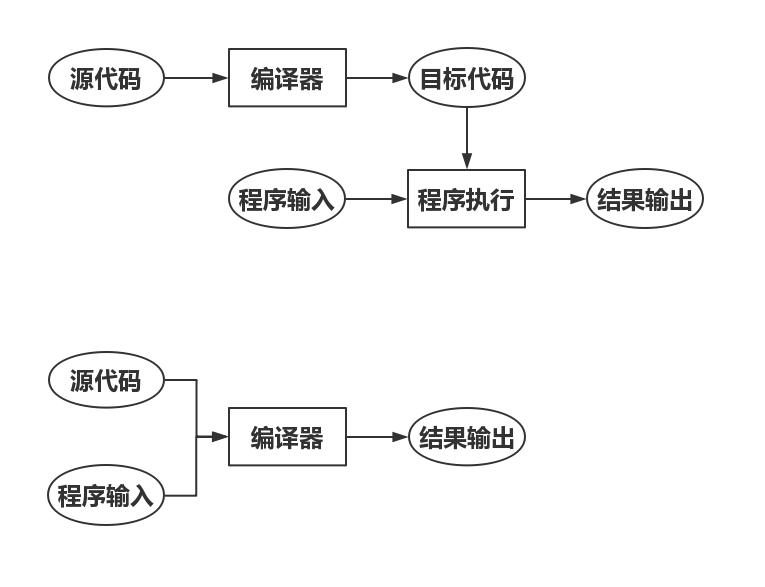 源代码
编译器
目标代码
程序输入
程序执行
结果输出
源代码
编译器
结果输出
程序输入